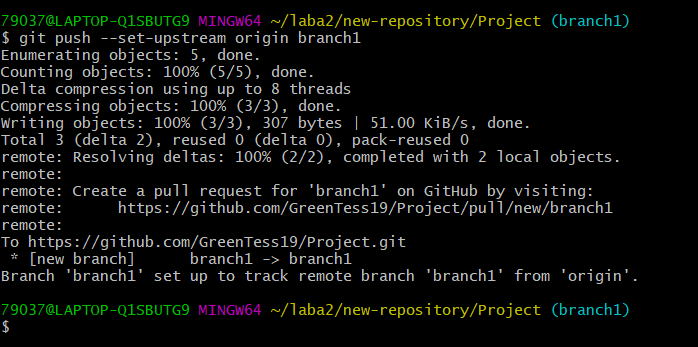 79037@LAPTOP-Q1SBUTG9 MINGW64 ~/laba2/new-repository/Project (branch1)
$ git push --set-upstream origin branch1
Enumerating objects: 5, done.
Counting objects: 100% (5/5), done.
Delta compression using up to 8 threads
Compressing objects: 100% (3/3), done.
Writing objects: 100% (3/3), 307 bytes | 51.00 KiB/s, done.
Total 3 (delta 2), reused 0 (delta 0), pack-reused 0
remote: Resolving deltas: 100% (2/2), completed with 2 local objects.
remote:
remote: Create a pull request for 'branch1' on GitHub by visiting:
remote:      https://github.com/GreenTess19/Project/pull/new/branch1
remote:
To https://github.com/GreenTess19/Project.git
 * [new branch]      branch1 -> branch1
Branch 'branch1' set up to track remote branch 'branch1' from 'origin'.
79037@LAPTOP-Q1SBUTG9 MINGW64 ~/laba2/new-repository/Project (branch1)
$